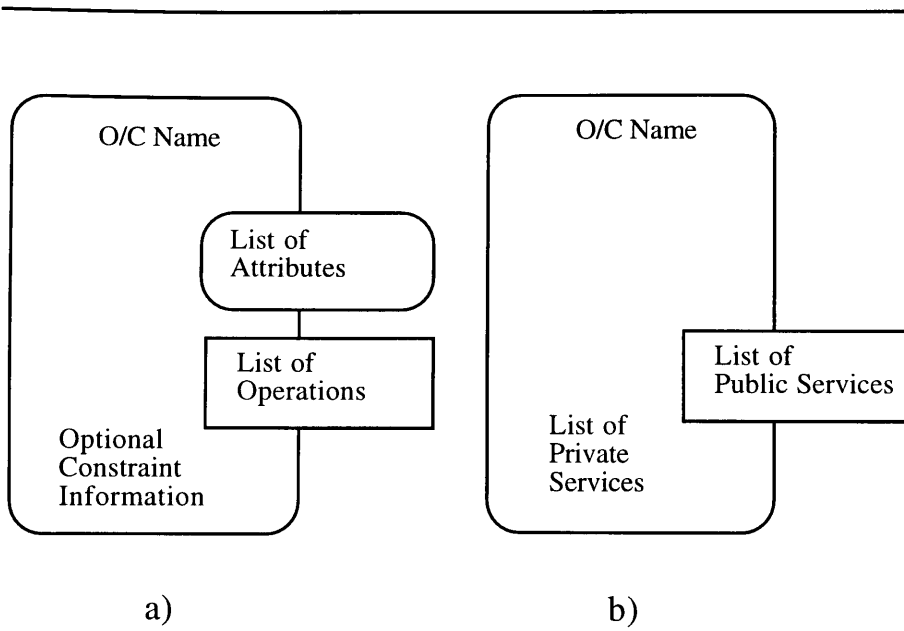 O/C Name
List of
Attributes
List of
Operations
Optional
Constraint
Information
a)
O/C Name
List of
Public Services
List of
Private
Services
b)